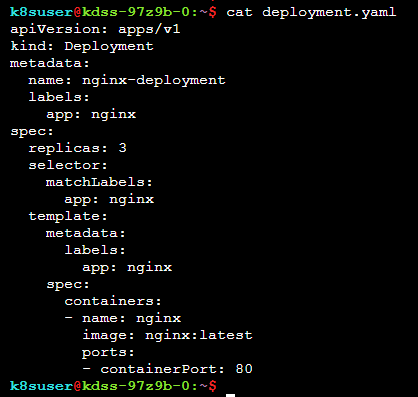 k8suser@kdss-97z9b-0:~$ cat deployment.yaml
apiVersion: apps/v1
kind: Deployment
metadata:
  name: nginx-deployment
  labels:
    app: nginx
spec:
  replicas: 3
  selector:
    matchLabels:
      app: nginx
  template:
    metadata:
      labels:
        app: nginx
    spec:
      containers:
      - name: nginx
        image: nginx:latest
        ports:
        - containerPort: 80
k8suser@kdss-97z9b-0:~$